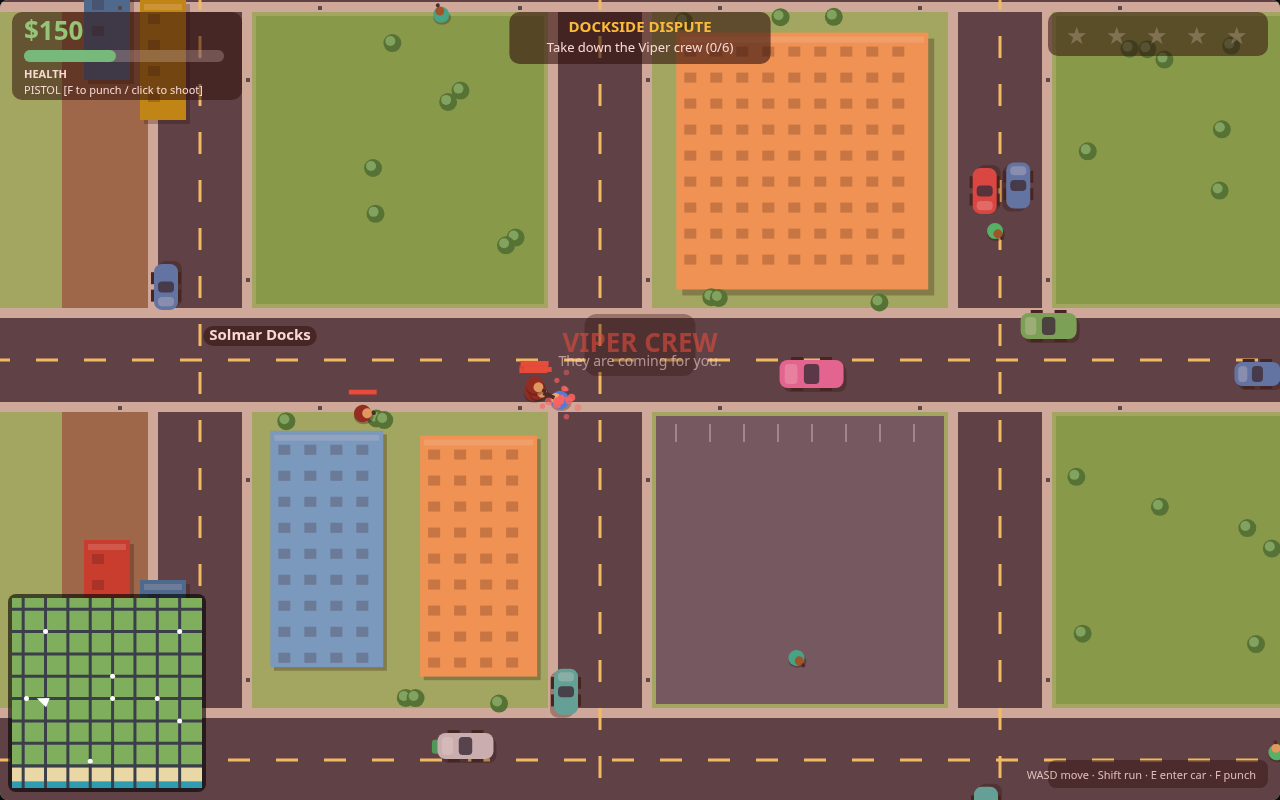 $150
HEALTH
PISTOL [F to punch / click to shoot]
DOCKSIDE DISPUTE
Take down the Viper crew (0/6)
★ ★ ★ ★ ★
Solmar Docks
VIPER CREW
They are coming for you.
WASD move · Shift run · E enter car · F punch